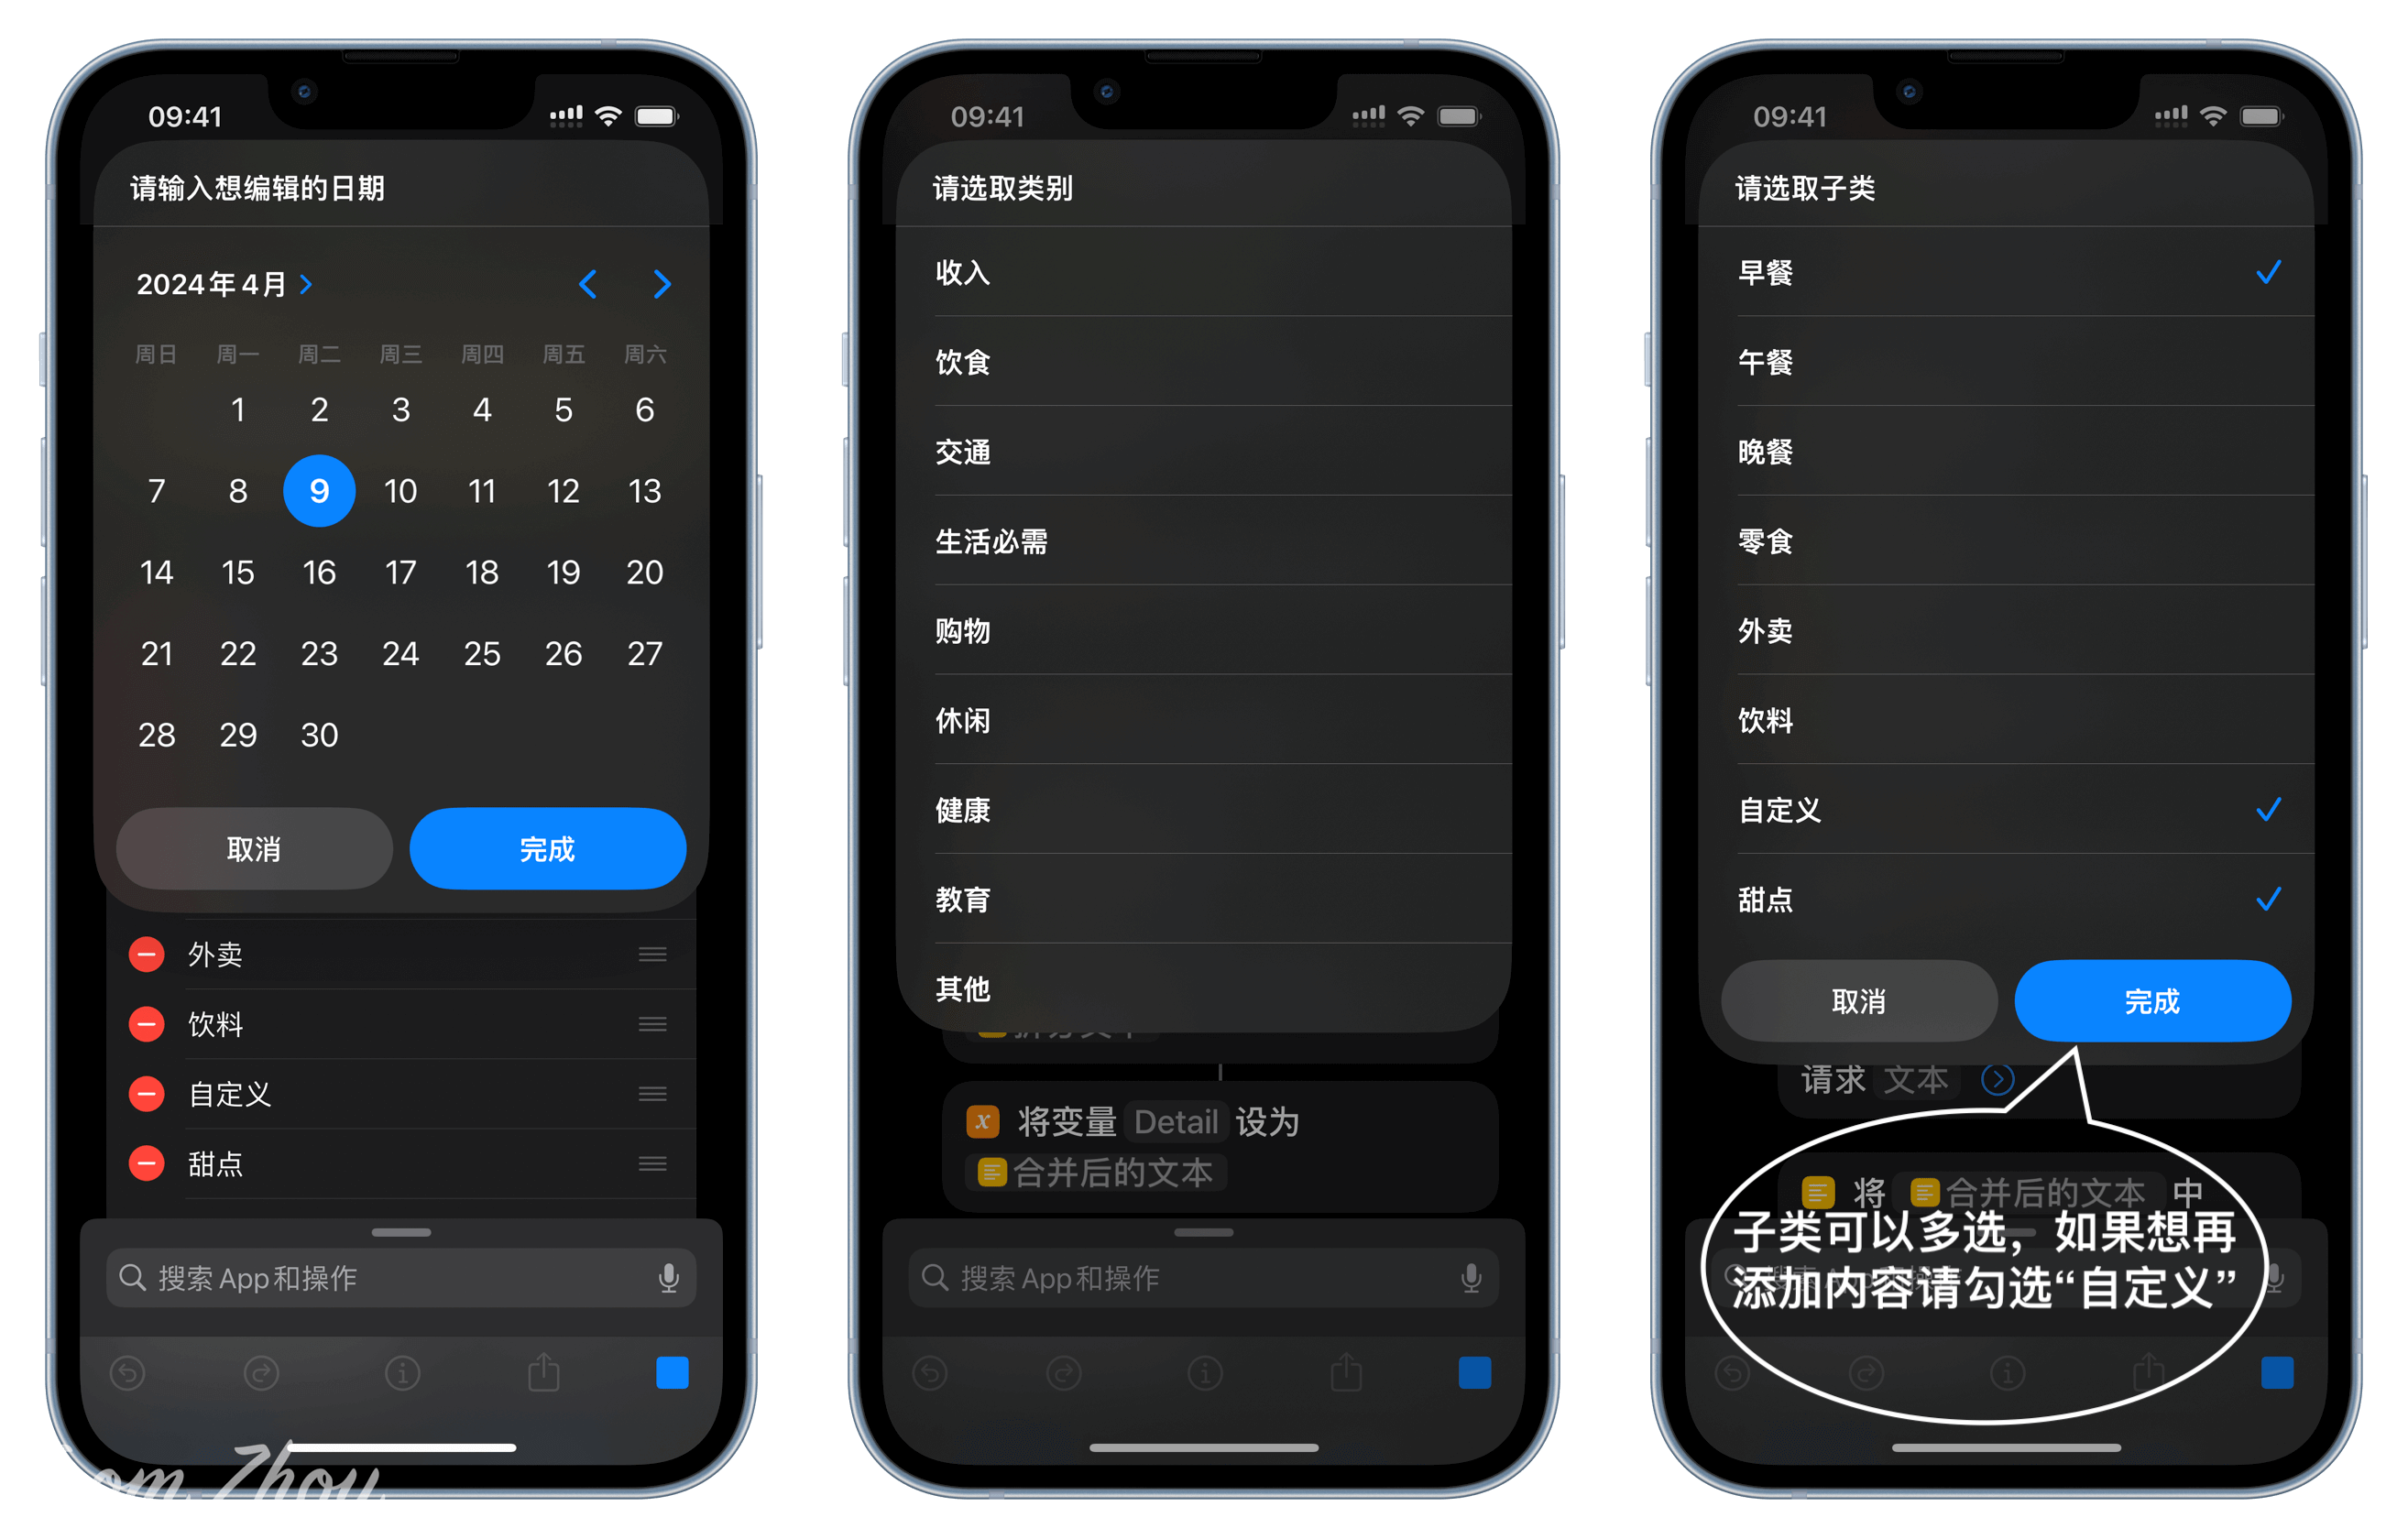 09:41
请输入想编辑的日期
2024年4月
周日 周一 周二 周三 周四 周五 周六
1 2 3 4 5 6
7 8 9 10 11 12 13
14 15 16 17 18 19 20
21 22 23 24 25 26 27
28 29 30
取消 完成
外卖
饮料
自定义
甜点
搜索 App 和操作
Zhou
09:41
请选取类别
收入
饮食
交通
生活必需
购物
休闲
健康
教育
其他
将变量 Detail 设为
合并后的文本
搜索 App 和操作
09:41
请选取子类
早餐
午餐
晚餐
零食
外卖
饮料
自定义
甜点
取消 完成
请求 文本
将 合并后的文本 中
子类可以多选，如果想再
添加内容请勾选“自定义”